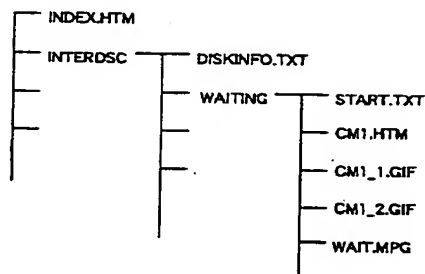 INDEX.HTM
INTERDSC DISKINFO.TXT
WAITING START.TXT
CM1.HTM
CM1_1.GIF
CM1_2.GIF
WAIT.MPG